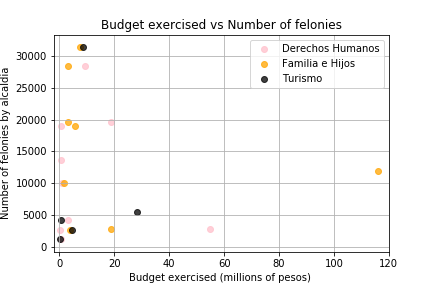 Budget exercised vs Number of felonies
Derechos Humanos
Familia e Hijos
Turismo
Number of felonies by alcaldia
30000
25000
20000
15000
10000
5000
0
0 20 40 60 80 100 120
Budget exercised (millions of pesos)